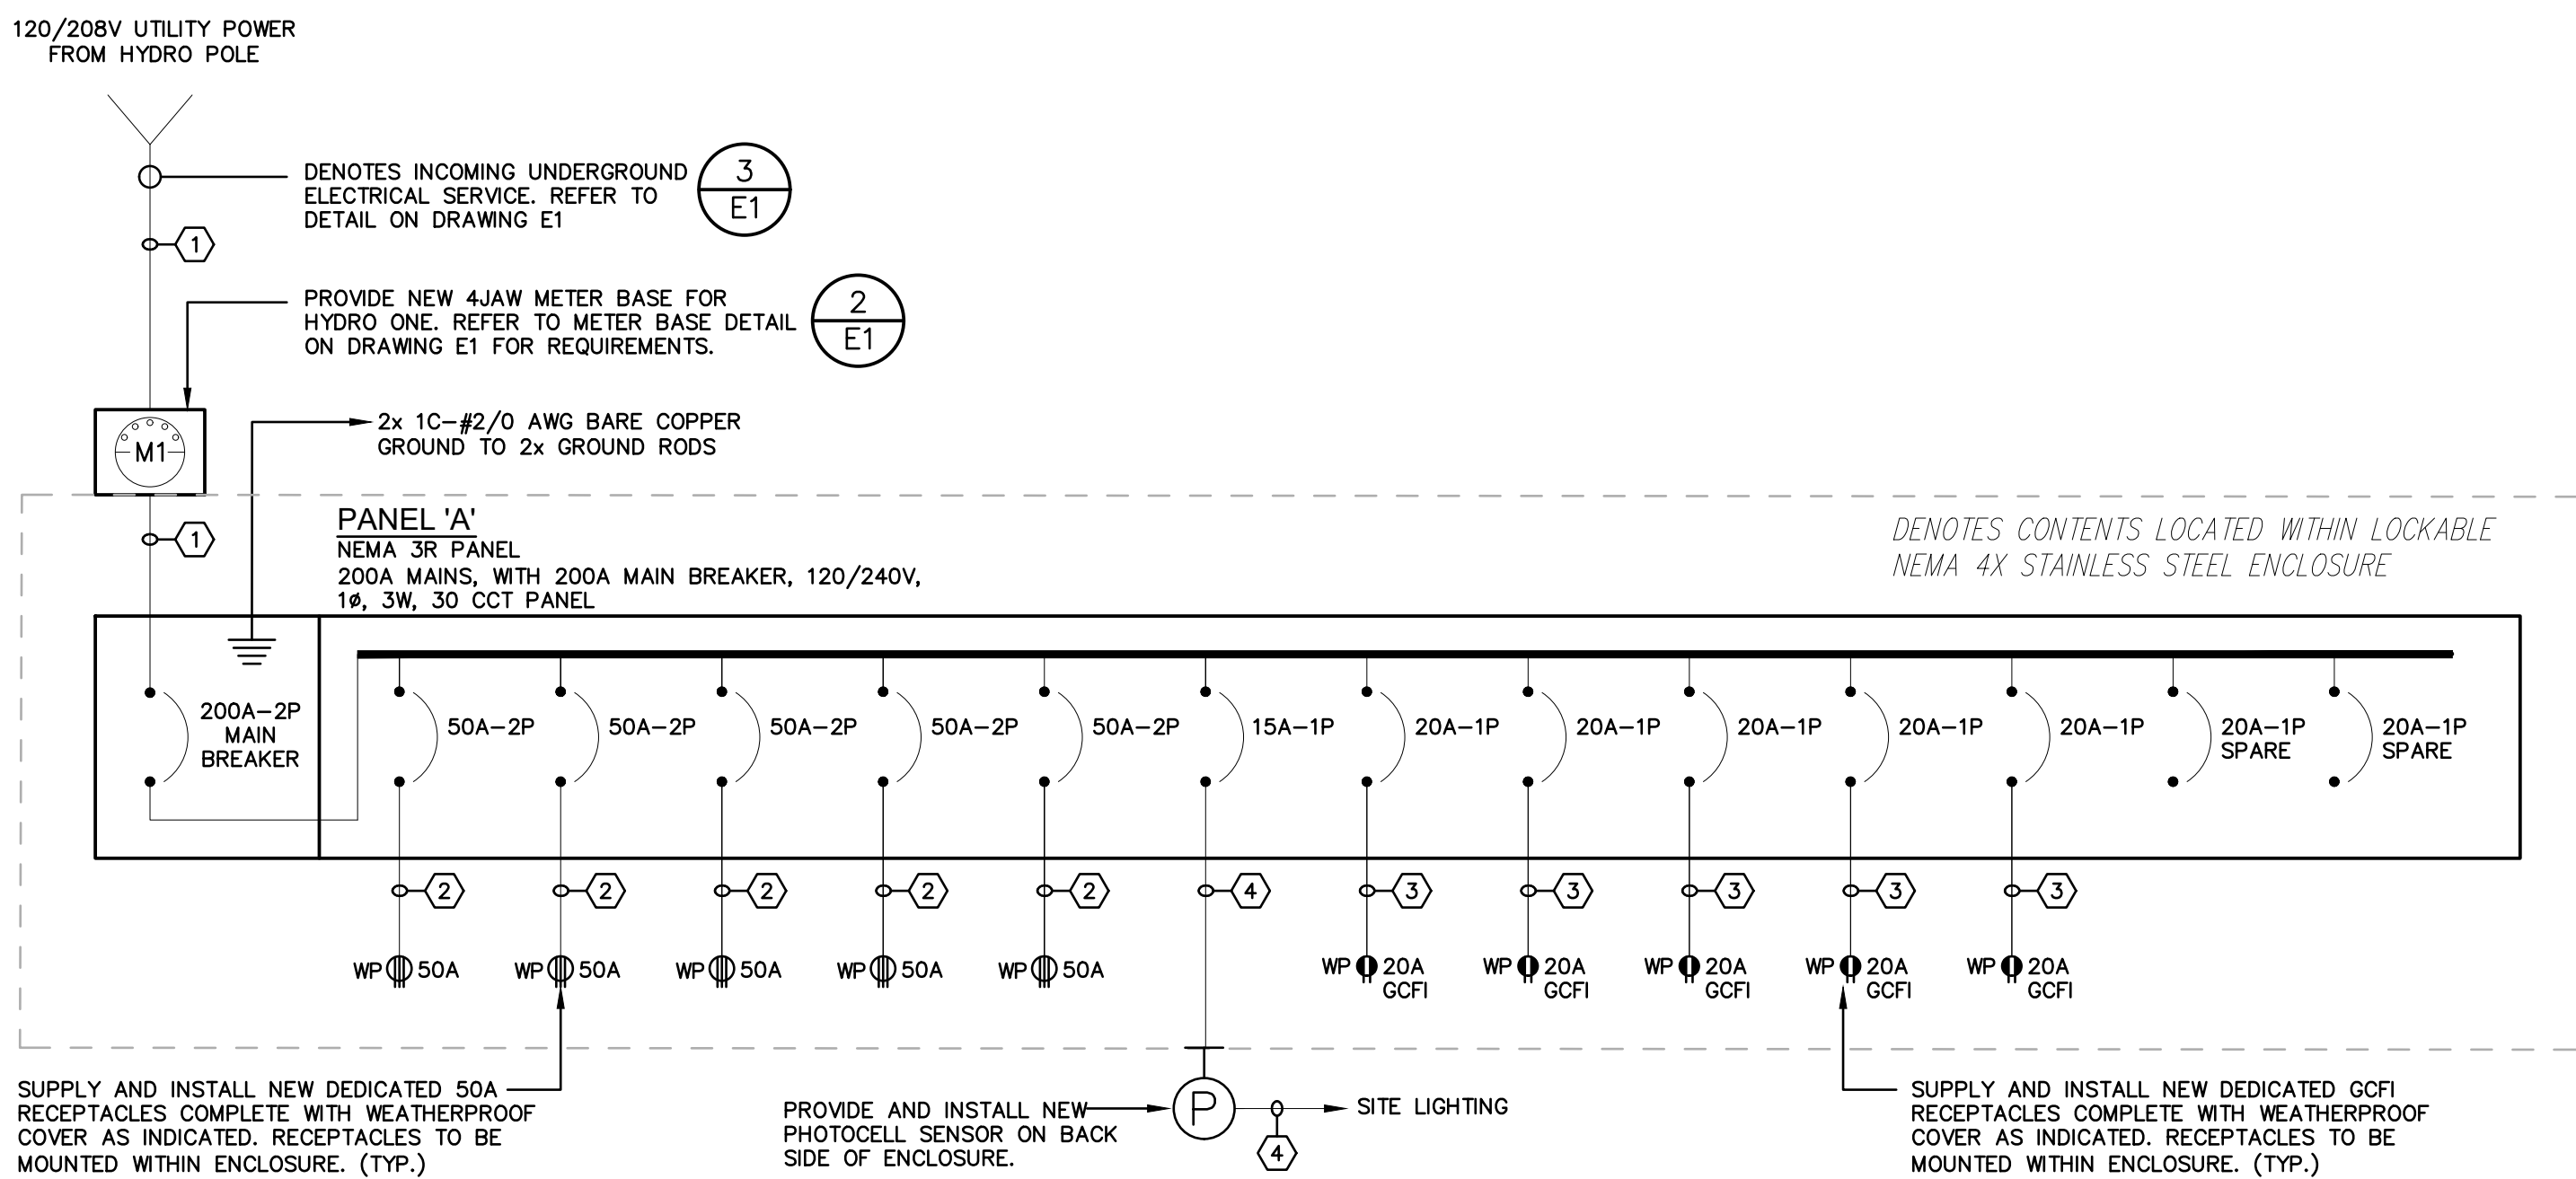 120/208V UTILITY POWER
FROM HYDRO POLE
DENOTES INCOMING UNDERGROUND
ELECTRICAL SERVICE. REFER TO
DETAIL ON DRAWING E1
3
E1
1
PROVIDE NEW 4JAW METER BASE FOR
HYDRO ONE. REFER TO METER BASE DETAIL
ON DRAWING E1 FOR REQUIREMENTS.
2
E1
2x 1C-#2/0 AWG BARE COPPER
GROUND TO 2x GROUND RODS
M1
1
PANEL 'A'
NEMA 3R PANEL
200A MAINS, WITH 200A MAIN BREAKER, 120/240V,
1ø, 3W, 30 CCT PANEL
DENOTES CONTENTS LOCATED WITHIN LOCKABLE
NEMA 4X STAINLESS STEEL ENCLOSURE
200A-2P
MAIN
BREAKER
50A-2P
50A-2P
50A-2P
50A-2P
50A-2P
15A-1P
20A-1P
20A-1P
20A-1P
20A-1P
20A-1P
20A-1P
SPARE
20A-1P
SPARE
2
2
2
2
2
4
3
3
3
3
3
WP 50A
WP 50A
WP 50A
WP 50A
WP 50A
WP 20A
GCFI
WP 20A
GCFI
WP 20A
GCFI
WP 20A
GCFI
WP 20A
GCFI
SUPPLY AND INSTALL NEW DEDICATED 50A
RECEPTACLES COMPLETE WITH WEATHERPROOF
COVER AS INDICATED. RECEPTACLES TO BE
MOUNTED WITHIN ENCLOSURE. (TYP.)
PROVIDE AND INSTALL NEW
PHOTOCELL SENSOR ON BACK
SIDE OF ENCLOSURE.
P
4
SITE LIGHTING
SUPPLY AND INSTALL NEW DEDICATED GCFI
RECEPTACLES COMPLETE WITH WEATHERPROOF
COVER AS INDICATED. RECEPTACLES TO BE
MOUNTED WITHIN ENCLOSURE. (TYP.)